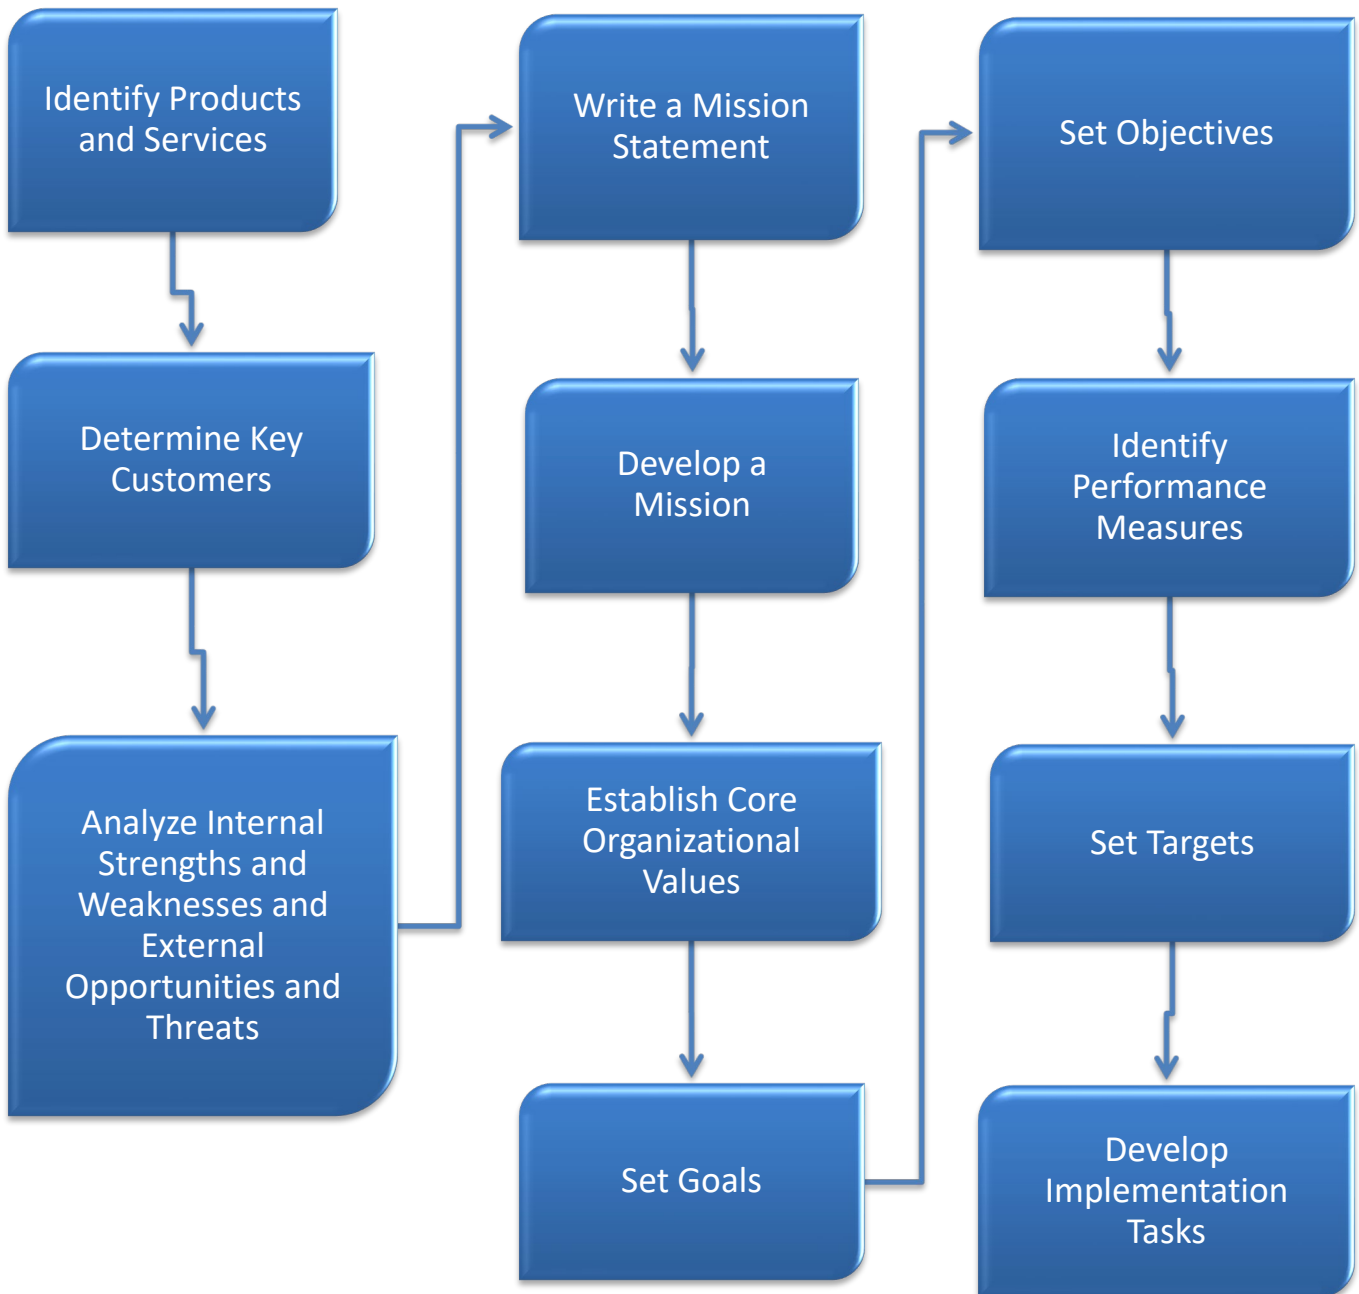 Identify Products
and Services
Determine Key
Customers
Analyze Internal
Strengths and
Weaknesses and
External
Opportunities and
Threats
Write a Mission
Statement
Develop a
Mission
Establish Core
Organizational
Values
Set Goals
Set Objectives
Identify
Performance
Measures
Set Targets
Develop
Implementation
Tasks